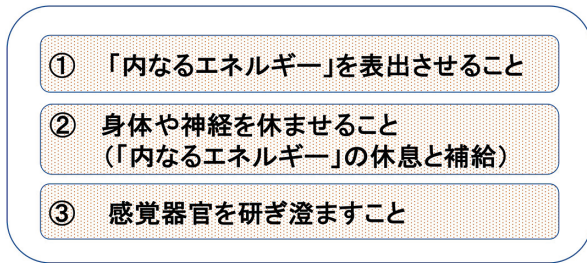 ① 「内なるエネルギー」を表出させること
② 身体や神経を休ませること
(「内なるエネルギー」の休息と補給)
③ 感覚器官を研ぎ澄ますこと